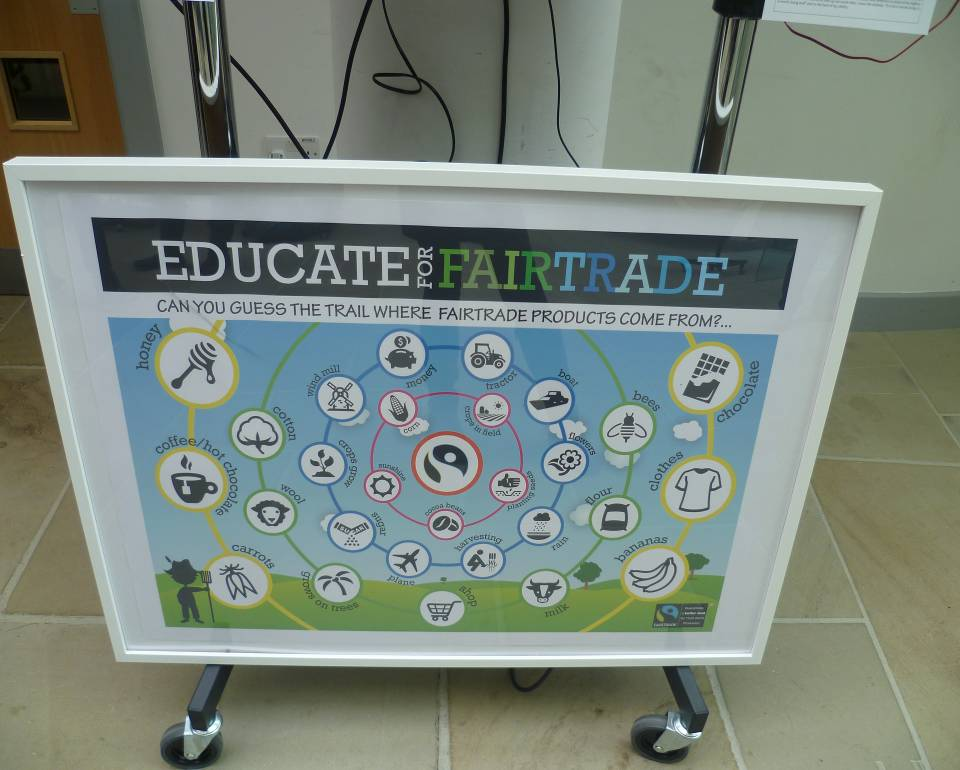 EDUCATE FOR FAIRTRADE
CAN YOU GUESS THE TRAIL WHERE FAIRTRADE PRODUCTS COME FROM?...
honey
money
tractor
chocolate
wind mill
boat
corn
crops in field
bees
cotton
flowers
coffee/hot chocolate
crops grow
sunshine
planting seeds
clothes
wool
sugar
cocoa beans
rain
flour
carrots
plane
harvesting
bananas
grows on trees
shop
milk
FAIRTRADE